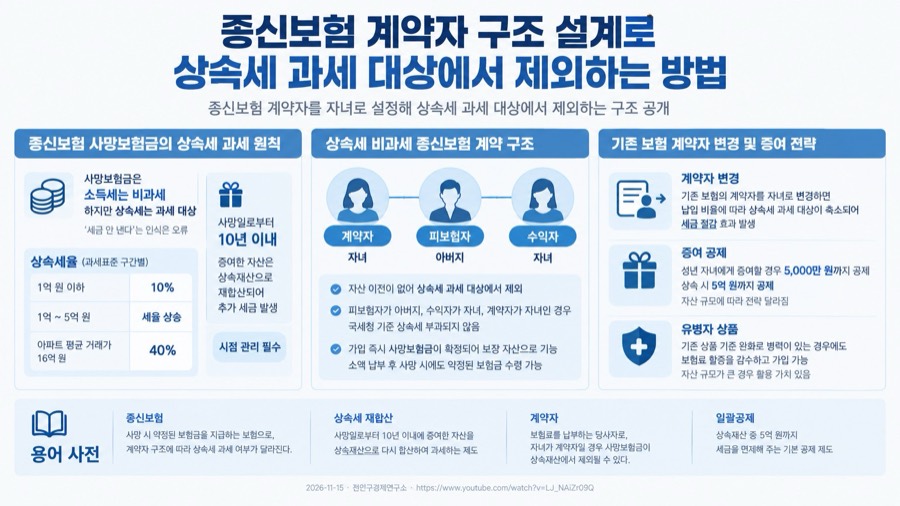 종신보험 계약자 구조 설계로
상속세 과세 대상에서 제외하는 방법
종신보험 계약자를 자녀로 설정해 상속세 과세 대상에서 제외하는 구조 공개
종신보험 사망보험금의 상속세 과세 원칙
사망보험금은
소득세는 비과세
하지만 상속세는 과세 대상
'세금 안 낸다'는 인식은 오류
상속세율 (과세표준 구간별)
1억 원 이하
10%
1억 ~ 5억 원
세율 상승
아파트 평균 거래가
16억 원
40%
사망일로부터
10년 이내
증여한 자산은
상속재산으로
재합산되어
추가 세금 발생
시점 관리 필수
상속세 비과세 종신보험 계약 구조
계약자
피보험자
수익자
자녀
아버지
자녀
자산 이전이 없어 상속세 과세 대상에서 제외
피보험자가 아버지, 수익자가 자녀, 계약자가 자녀인 경우
국세청 기준 상속세 부과되지 않음
가입 즉시 사망보험금이 확정되어 보장 자산으로 기능
소액 납부 후 사망 시에도 약정된 보험금 수령 가능
기존 보험 계약자 변경 및 증여 전략
계약자 변경
기존 보험의 계약자를 자녀로 변경하면
납입 비율에 따라 상속세 과세 대상이 축소되어
세금 절감 효과 발생
증여 공제
성년 자녀에게 증여할 경우 5,000만 원까지 공제
상속 시 5억 원까지 공제
자산 규모에 따라 전략 달라짐
유병자 상품
기존 상품 기준 완화로 병력이 있는 경우에도
보험료 할증을 감수하고 가입 가능
자산 규모가 큰 경우 활용 가치 있음
용어 사전
종신보험
사망 시 약정된 보험금을 지급하는 보험으로,
계약자 구조에 따라 상속세 과세 여부가 달라진다.
상속세 재합산
사망일로부터 10년 이내에 증여한 자산을
상속재산으로 다시 합산하여 과세하는 제도
계약자
보험료를 납부하는 당사자로,
자녀가 계약자일 경우 사망보험금이
상속재산에서 제외될 수 있다.
일괄공제
상속재산 중 5억 원까지
세금을 면제해 주는 기본 공제 제도
2026-11-15 · 전인구경제연구소 · https://www.youtube.com/watch?v=LJ_NAiZr09Q